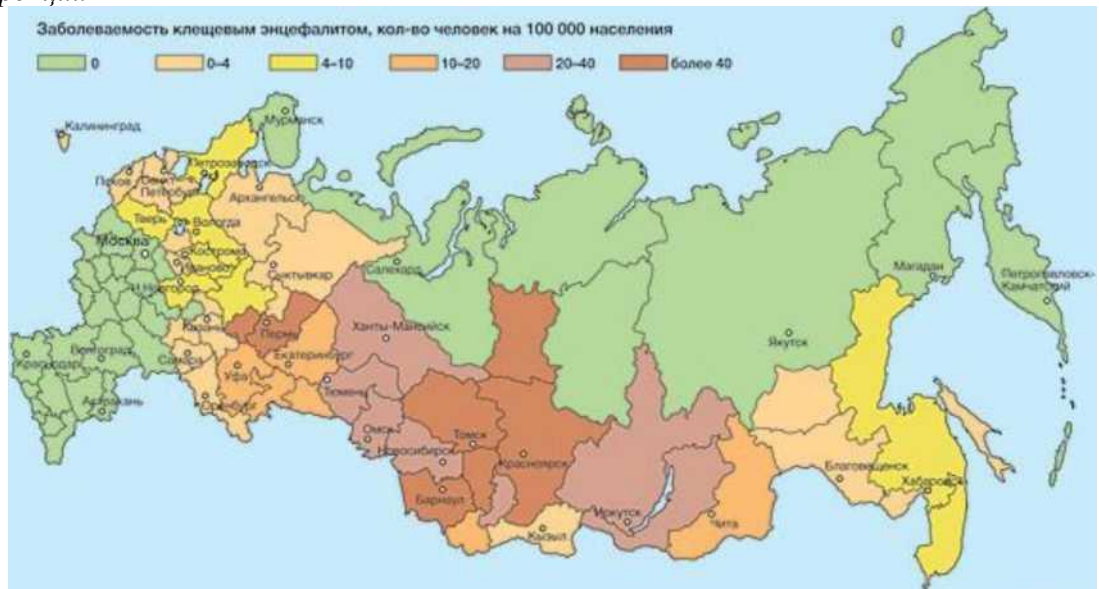 Заболеваемость клещевым энцефалитом, кол-во человек на 100 000 населения
0
0–4
4–10
10–20
20–40
более 40
Калининград
Мурманск
Петрозаводск
Псков
Санкт-
Петербург
Архангельск
Тверь
Вологда
Москва
Кострома
Иваново
Сыктывкар
Салехард
Н.Новгород
Магадан
Петропавловск-
Камчатский
Казань
Пермь
Ханты-Мансийск
Якутск
Краснодар
Волгоград
Самара
Екатеринбург
Уфа
Тюмень
Астрахань
Оренбург
Омск
Томск
Новосибирск
Красноярск
Благовещенск
Хабаровск
Барнаул
Иркутск
Чита
Кызыл